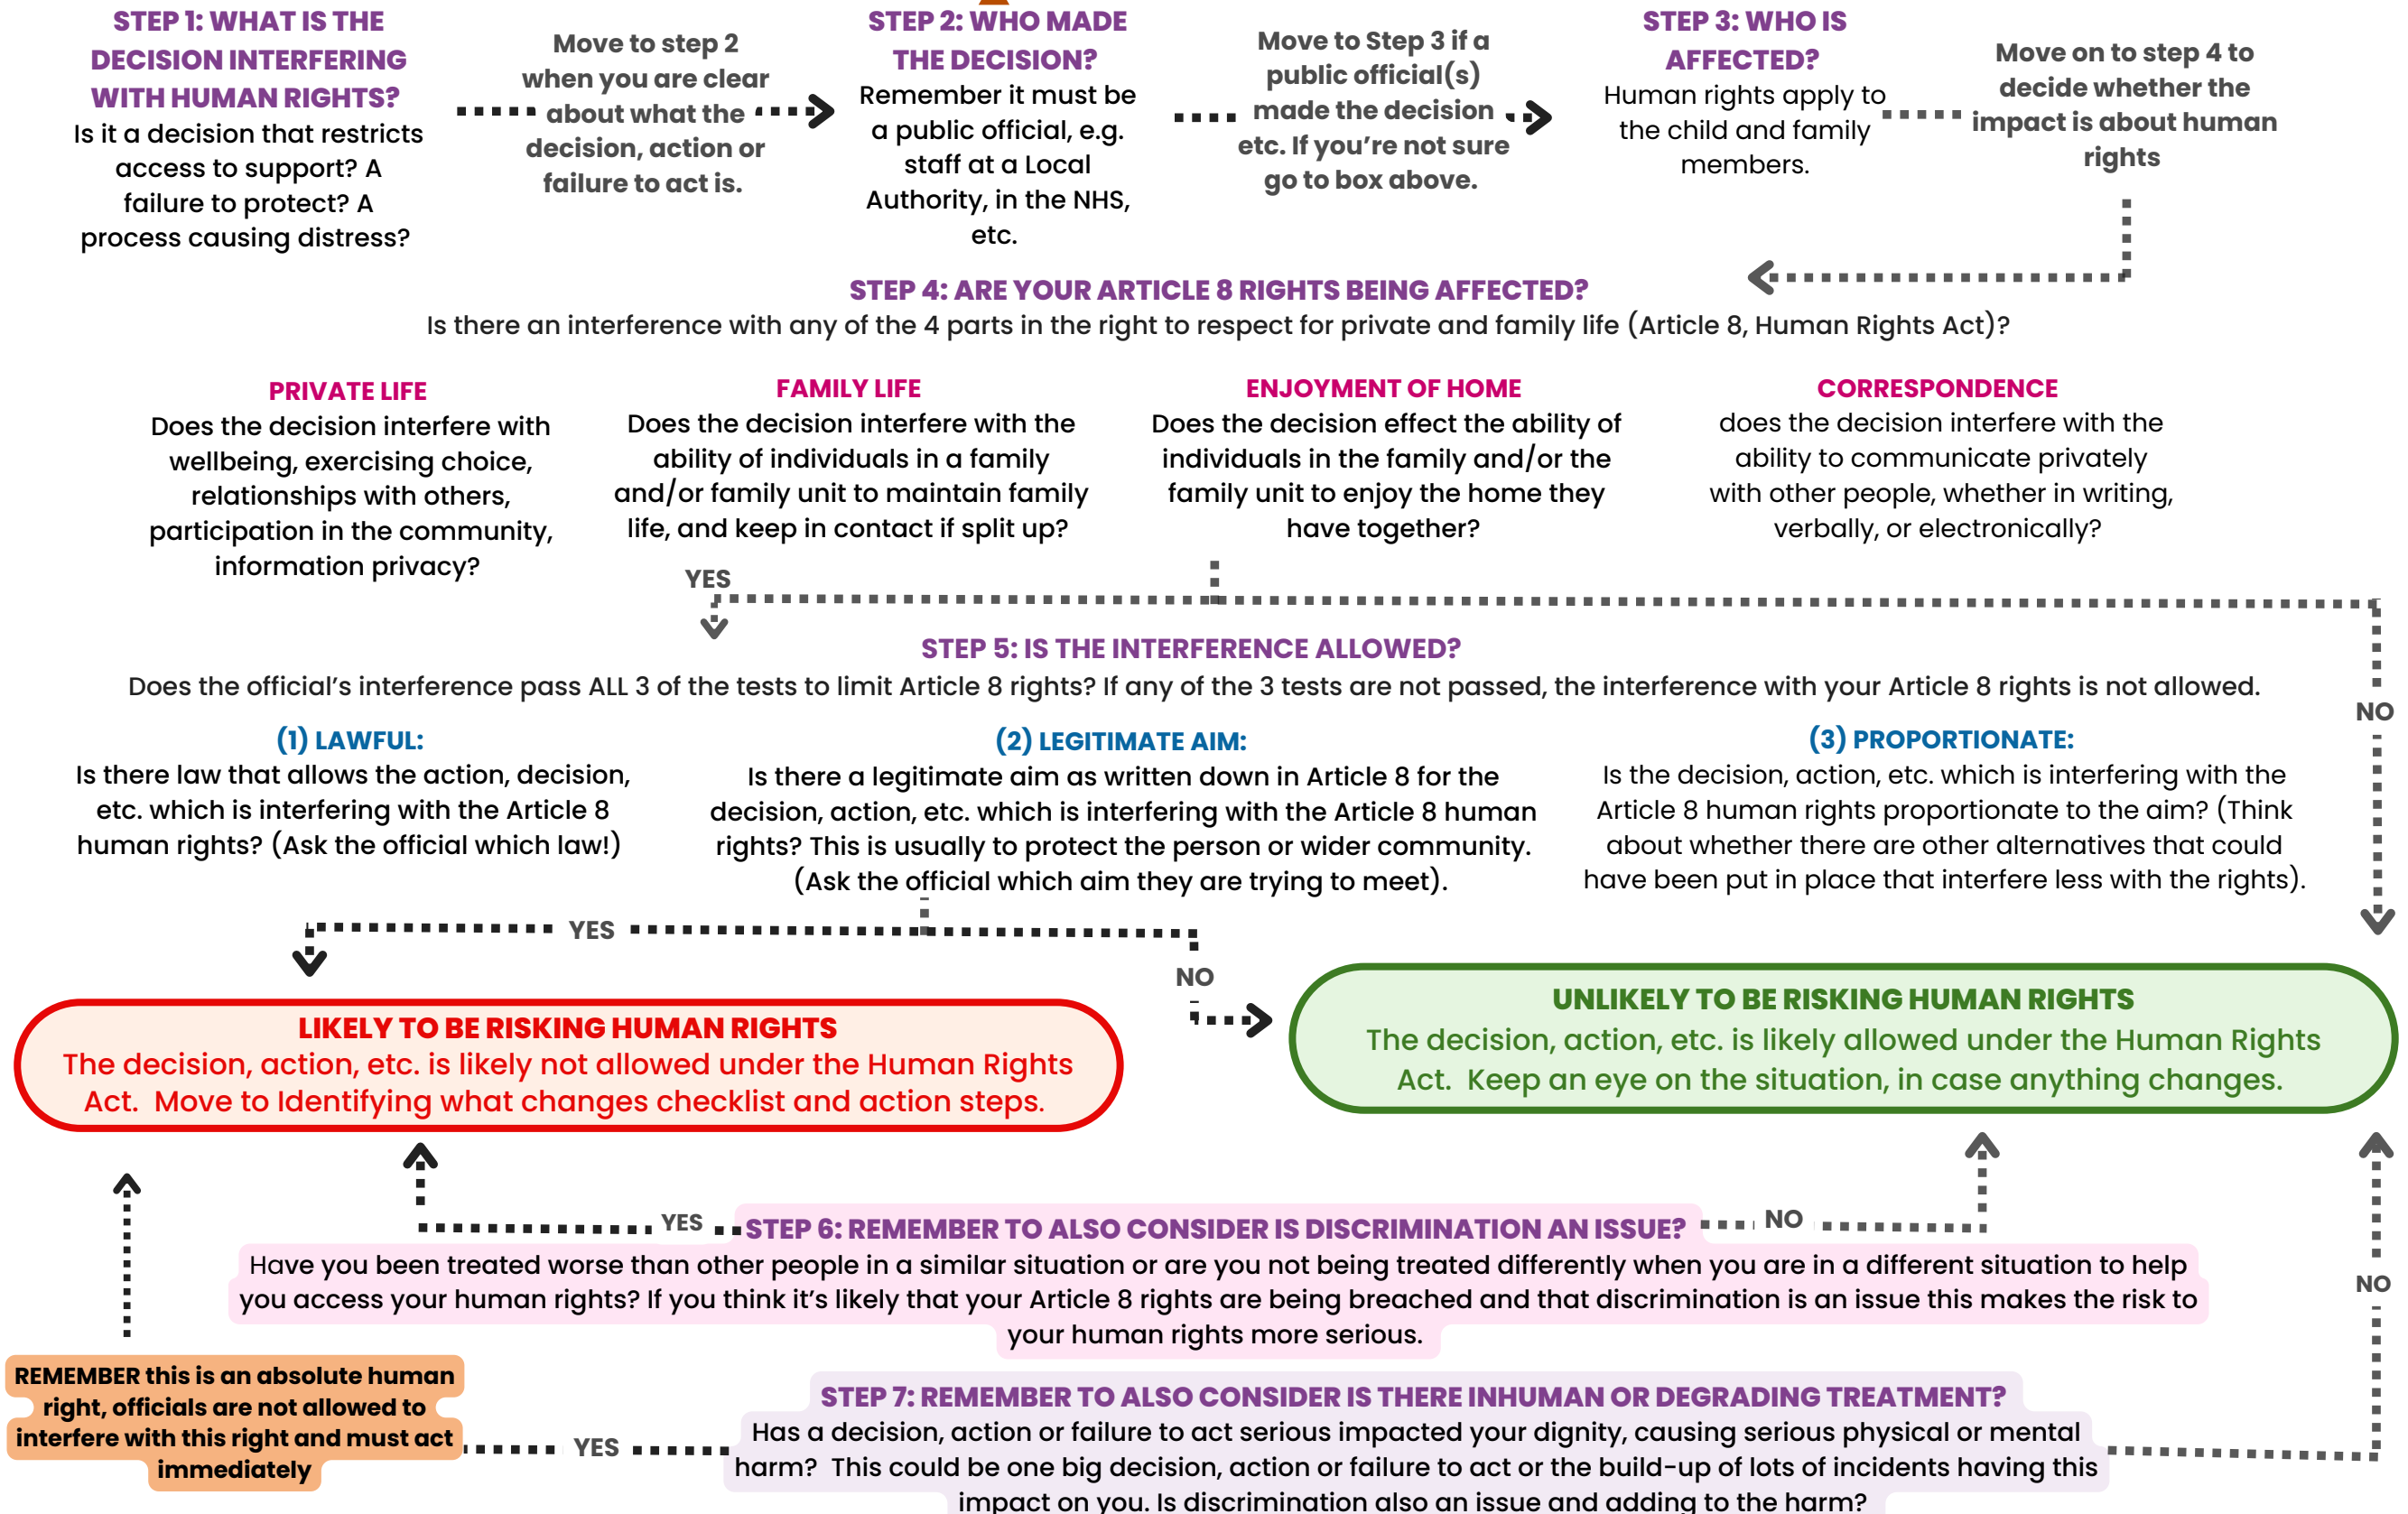 STEP 1: WHAT IS THE
DECISION INTERFERING
WITH HUMAN RIGHTS?
Is it a decision that restricts
access to support? A
failure to protect? A
process causing distress?
Move to step 2
when you are clear
about what the
decision, action or
failure to act is.
STEP 2: WHO MADE
THE DECISION?
Remember it must be
a public official, e.g.
staff at a Local
Authority, in the NHS,
etc.
Move to Step 3 if a
public official(s)
made the decision
etc. If you're not sure
go to box above.
STEP 3: WHO IS
AFFECTED?
Human rights apply to
the child and family
members.
Move on to step 4 to
decide whether the
impact is about human
rights
STEP 4: ARE YOUR ARTICLE 8 RIGHTS BEING AFFECTED?
Is there an interference with any of the 4 parts in the right to respect for private and family life (Article 8, Human Rights Act)?
PRIVATE LIFE
Does the decision interfere with
wellbeing, exercising choice,
relationships with others,
participation in the community,
information privacy?
FAMILY LIFE
Does the decision interfere with the
ability of individuals in a family
and/or family unit to maintain family
life, and keep in contact if split up?
ENJOYMENT OF HOME
Does the decision effect the ability of
individuals in the family and/or the
family unit to enjoy the home they
have together?
CORRESPONDENCE
does the decision interfere with the
ability to communicate privately
with other people, whether in writing,
verbally, or electronically?
YES
NO
STEP 5: IS THE INTERFERENCE ALLOWED?
Does the official's interference pass ALL 3 of the tests to limit Article 8 rights? If any of the 3 tests are not passed, the interference with your Article 8 rights is not allowed.
(1) LAWFUL:
Is there law that allows the action, decision,
etc. which is interfering with the Article 8
human rights? (Ask the official which law!)
(2) LEGITIMATE AIM:
Is there a legitimate aim as written down in Article 8 for the
decision, action, etc. which is interfering with the Article 8 human
rights? This is usually to protect the person or wider community.
(Ask the official which aim they are trying to meet).
(3) PROPORTIONATE:
Is the decision, action, etc. which is interfering with the
Article 8 human rights proportionate to the aim? (Think
about whether there are other alternatives that could
have been put in place that interfere less with the rights).
YES
NO
LIKELY TO BE RISKING HUMAN RIGHTS
The decision, action, etc. is likely not allowed under the Human Rights
Act. Move to Identifying what changes checklist and action steps.
UNLIKELY TO BE RISKING HUMAN RIGHTS
The decision, action, etc. is likely allowed under the Human Rights
Act. Keep an eye on the situation, in case anything changes.
YES
STEP 6: REMEMBER TO ALSO CONSIDER IS DISCRIMINATION AN ISSUE?
NO
Have you been treated worse than other people in a similar situation or are you not being treated differently when you are in a different situation to help
you access your human rights? If you think it's likely that your Article 8 rights are being breached and that discrimination is an issue this makes the risk to
your human rights more serious.
NO
REMEMBER this is an absolute human
right, officials are not allowed to
interfere with this right and must act
immediately
YES
STEP 7: REMEMBER TO ALSO CONSIDER IS THERE INHUMAN OR DEGRADING TREATMENT?
Has a decision, action or failure to act serious impacted your dignity, causing serious physical or mental
harm? This could be one big decision, action or failure to act or the build-up of lots of incidents having this
impact on you. Is discrimination also an issue and adding to the harm?